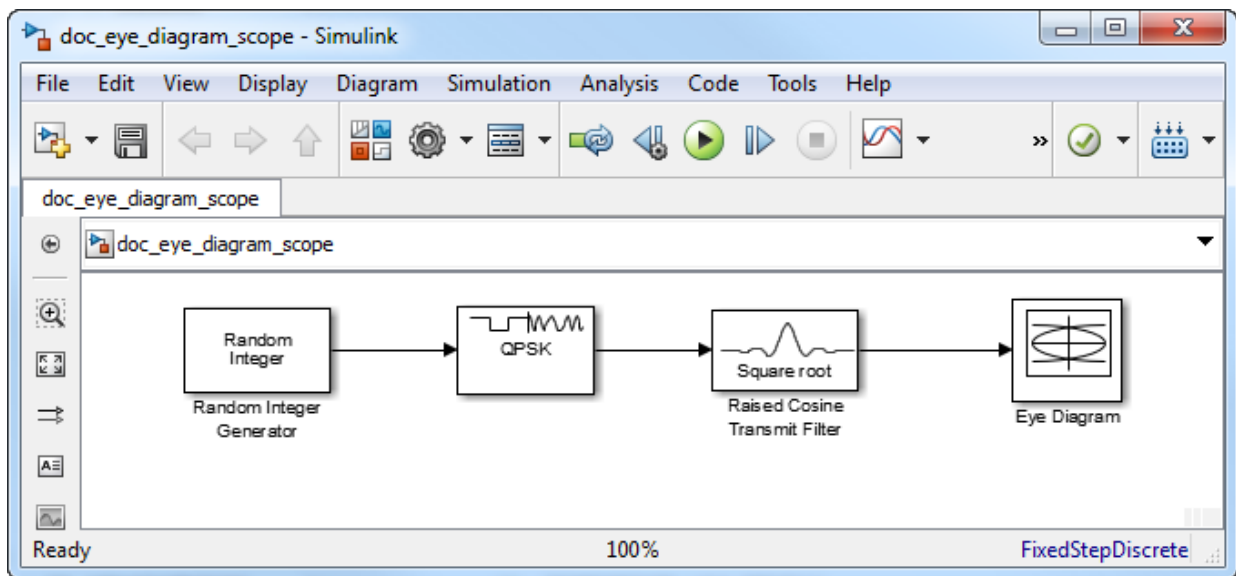 doc_eye_diagram_scope - Simulink
File Edit View Display Diagram Simulation Analysis Code Tools Help
»
doc_eye_diagram_scope
doc_eye_diagram_scope
Random
Integer
Random Integer
Generator
QPSK
Square root
Raised Cosine
Transmit Filter
Eye Diagram
A
Ready 100% FixedStepDiscrete